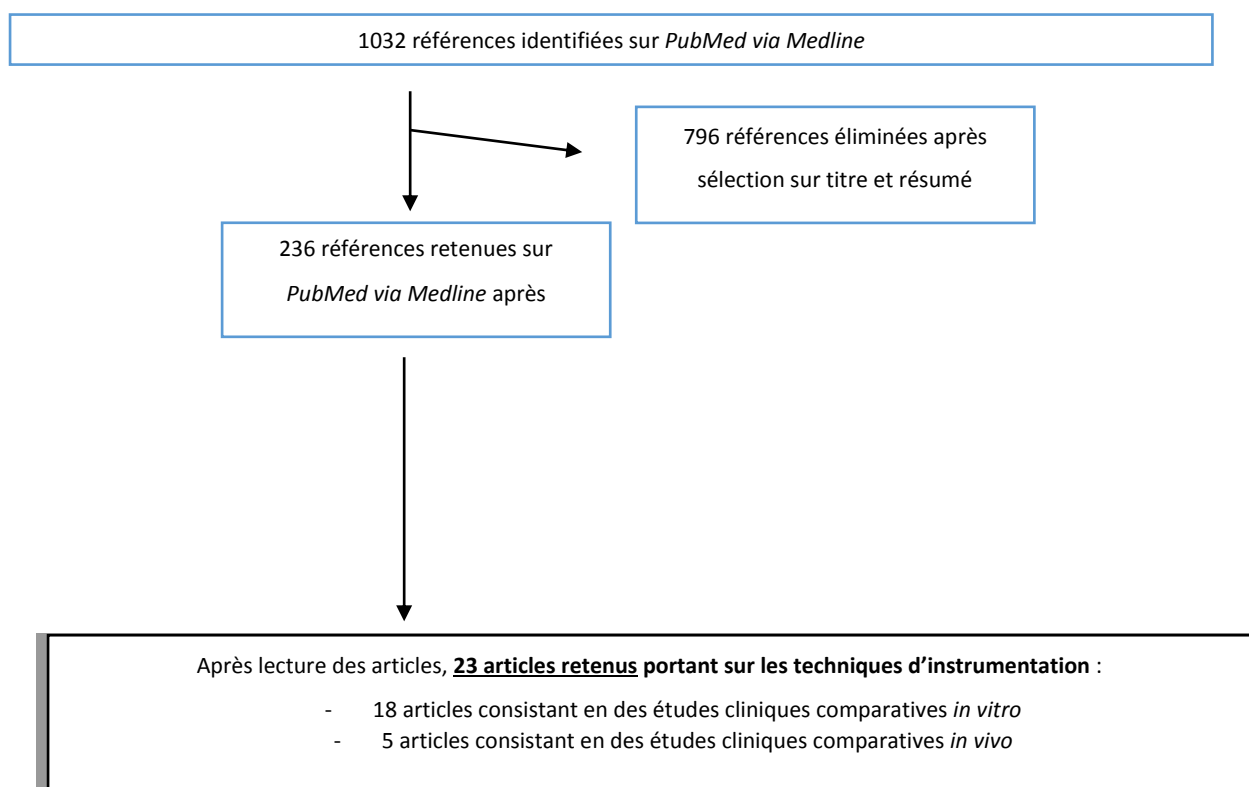 1032 références identifiées sur PubMed via Medline
796 références éliminées après
sélection sur titre et résumé
236 références retenues sur
PubMed via Medline après
Après lecture des articles, 23 articles retenus portant sur les techniques d’instrumentation :
- 18 articles consistant en des études cliniques comparatives in vitro
- 5 articles consistant en des études cliniques comparatives in vivo